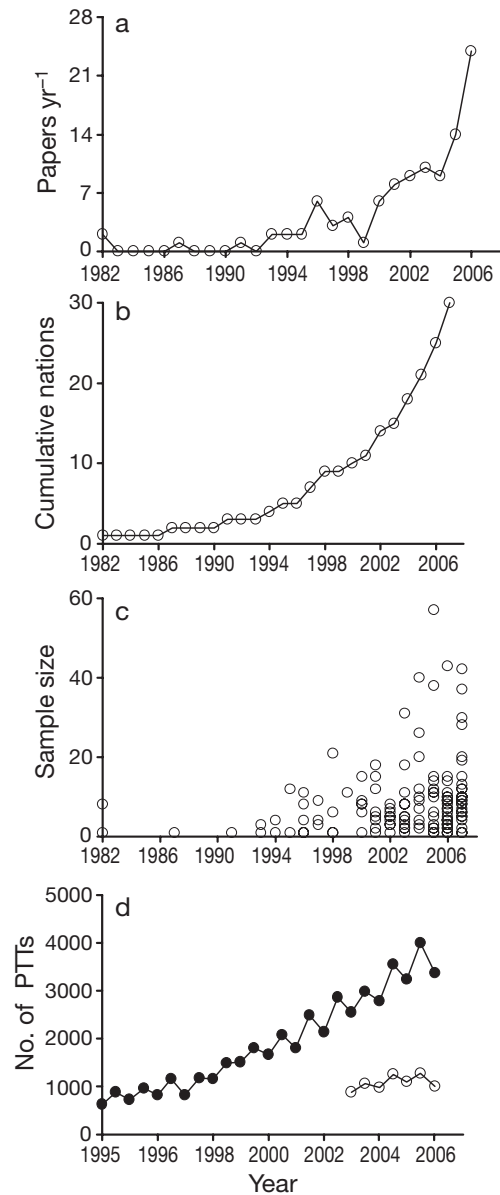 a
Papers yr⁻¹
28
21
14
7
0
1982 1986 1990 1994 1998 2002 2006
b
Cumulative nations
30
20
10
0
1982 1986 1990 1994 1998 2002 2006
c
Sample size
60
40
20
0
1982 1986 1990 1994 1998 2002 2006
d
No. of PTTs
5000
4000
3000
2000
1000
0
1995 1998 2000 2002 2004 2006
Year